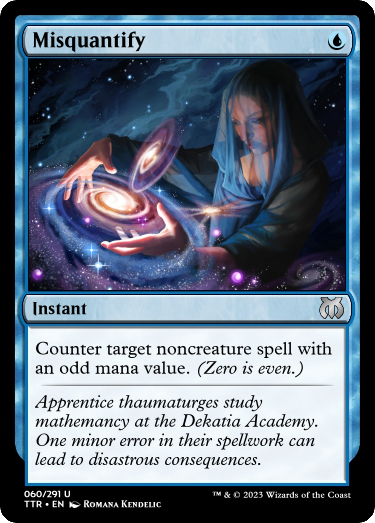 Misquantify
Instant
Counter target noncreature spell with
an odd mana value. (Zero is even.)
Apprentice thaumaturges study
mathemancy at the Dekatia Academy.
One minor error in their spellwork can
lead to disastrous consequences.
060/291 U
TTR • EN Romana Kendelic
™ & © 2023 Wizards of the Coast